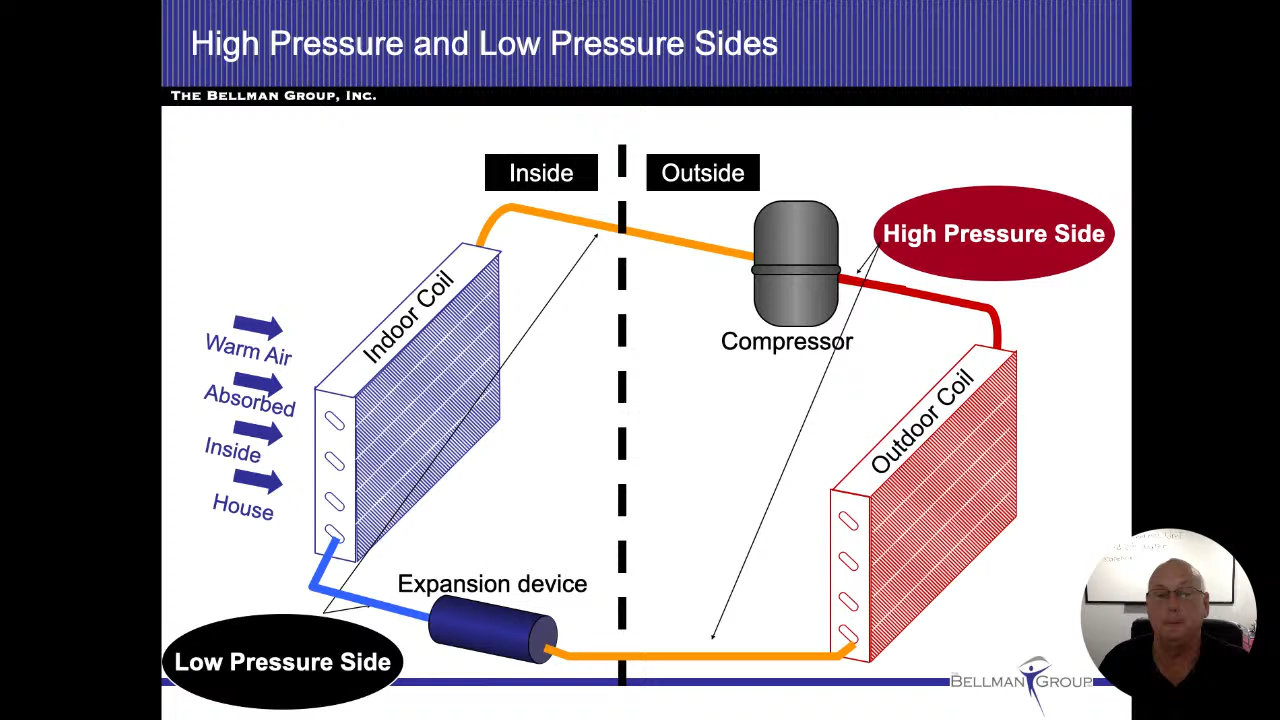 High Pressure and Low Pressure Sides
THE BELLMAN GROUP, INC.
Inside
Outside
High Pressure Side
Indoor Coil
Compressor
Warm Air
Absorbed
Inside
House
Outdoor Coil
Expansion device
Low Pressure Side
BELLMAN GROUP